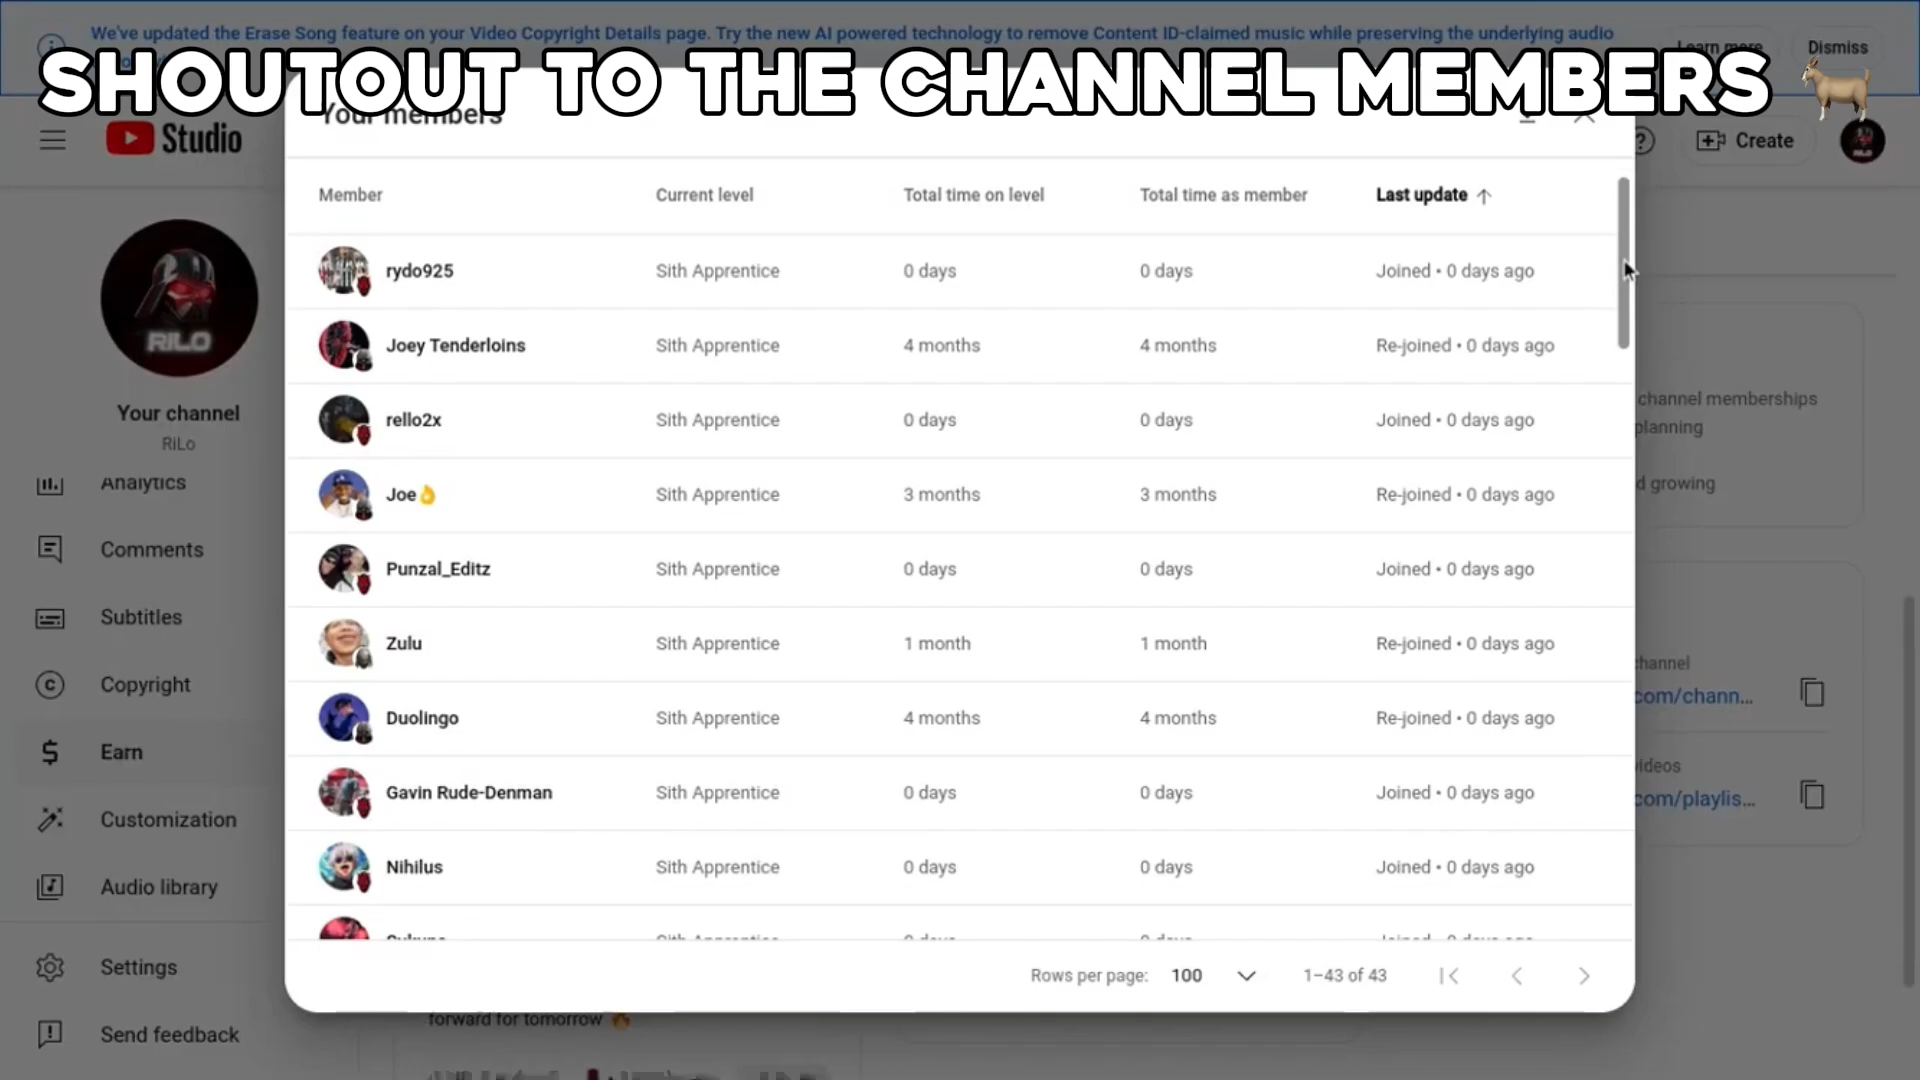 We've updated the Erase Song feature on your Video Copyright Details page. Try the new AI powered technology to remove Content ID-claimed music while preserving the underlying audio
Learn more
Dismiss
SHOUTOUT TO THE CHANNEL MEMBERS 🐐
Your members
Studio
Create
Member Current level Total time on level Total time as member Last update ↑
rydo925 Sith Apprentice 0 days 0 days Joined • 0 days ago
Joey Tenderloins Sith Apprentice 4 months 4 months Re-joined • 0 days ago
rello2x Sith Apprentice 0 days 0 days Joined • 0 days ago
Joe👌 Sith Apprentice 3 months 3 months Re-joined • 0 days ago
Punzal_Editz Sith Apprentice 0 days 0 days Joined • 0 days ago
Zulu Sith Apprentice 1 month 1 month Re-joined • 0 days ago
Duolingo Sith Apprentice 4 months 4 months Re-joined • 0 days ago
Gavin Rude-Denman Sith Apprentice 0 days 0 days Joined • 0 days ago
Nihilus Sith Apprentice 0 days 0 days Joined • 0 days ago
Rows per page: 100 1–43 of 43
RILO
Your channel
RiLo
Analytics
Comments
Subtitles
Copyright
Earn
Customization
Audio library
Settings
Send feedback
channel memberships
planning
d growing
channel
com/chann...
videos
com/playlis...
forward for tomorrow 🔥